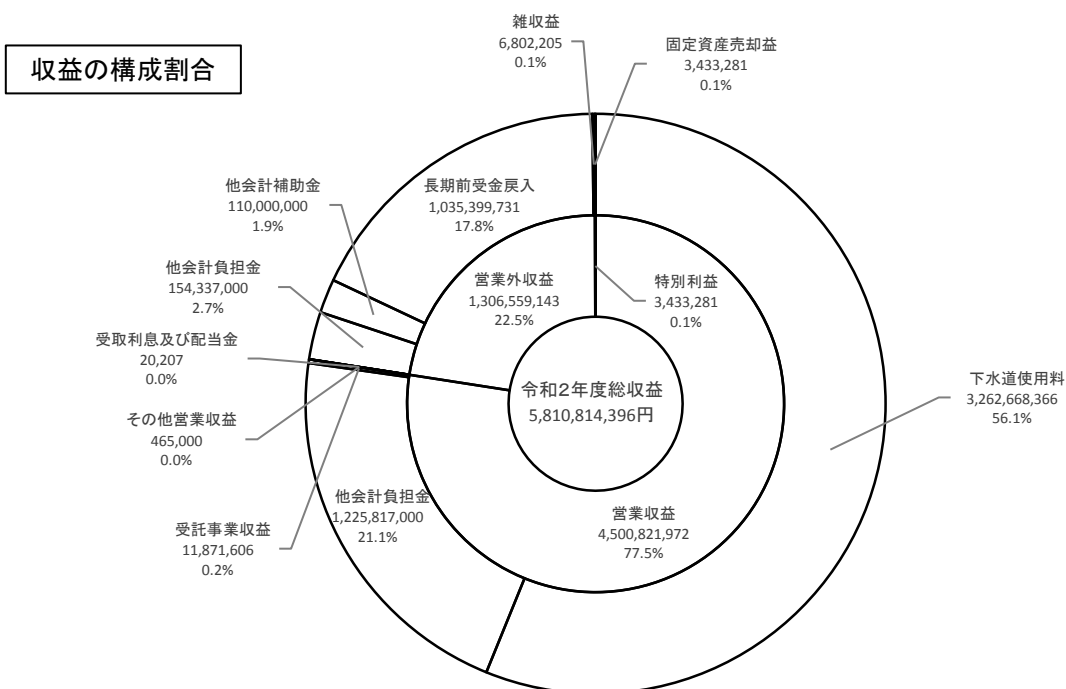 収益の構成割合
雑収益
6,802,205
0.1%
固定資産売却益
3,433,281
0.1%
他会計補助金
110,000,000
1.9%
長期前受金戻入
1,035,399,731
17.8%
他会計負担金
154,337,000
2.7%
営業外収益
1,306,559,143
22.5%
特別利益
3,433,281
0.1%
受取利息及び配当金
20,207
0.0%
令和2年度総収益
5,810,814,396円
下水道使用料
3,262,668,366
56.1%
その他営業収益
465,000
0.0%
他会計負担金
1,225,817,000
21.1%
営業収益
4,500,821,972
77.5%
受託事業収益
11,871,606
0.2%